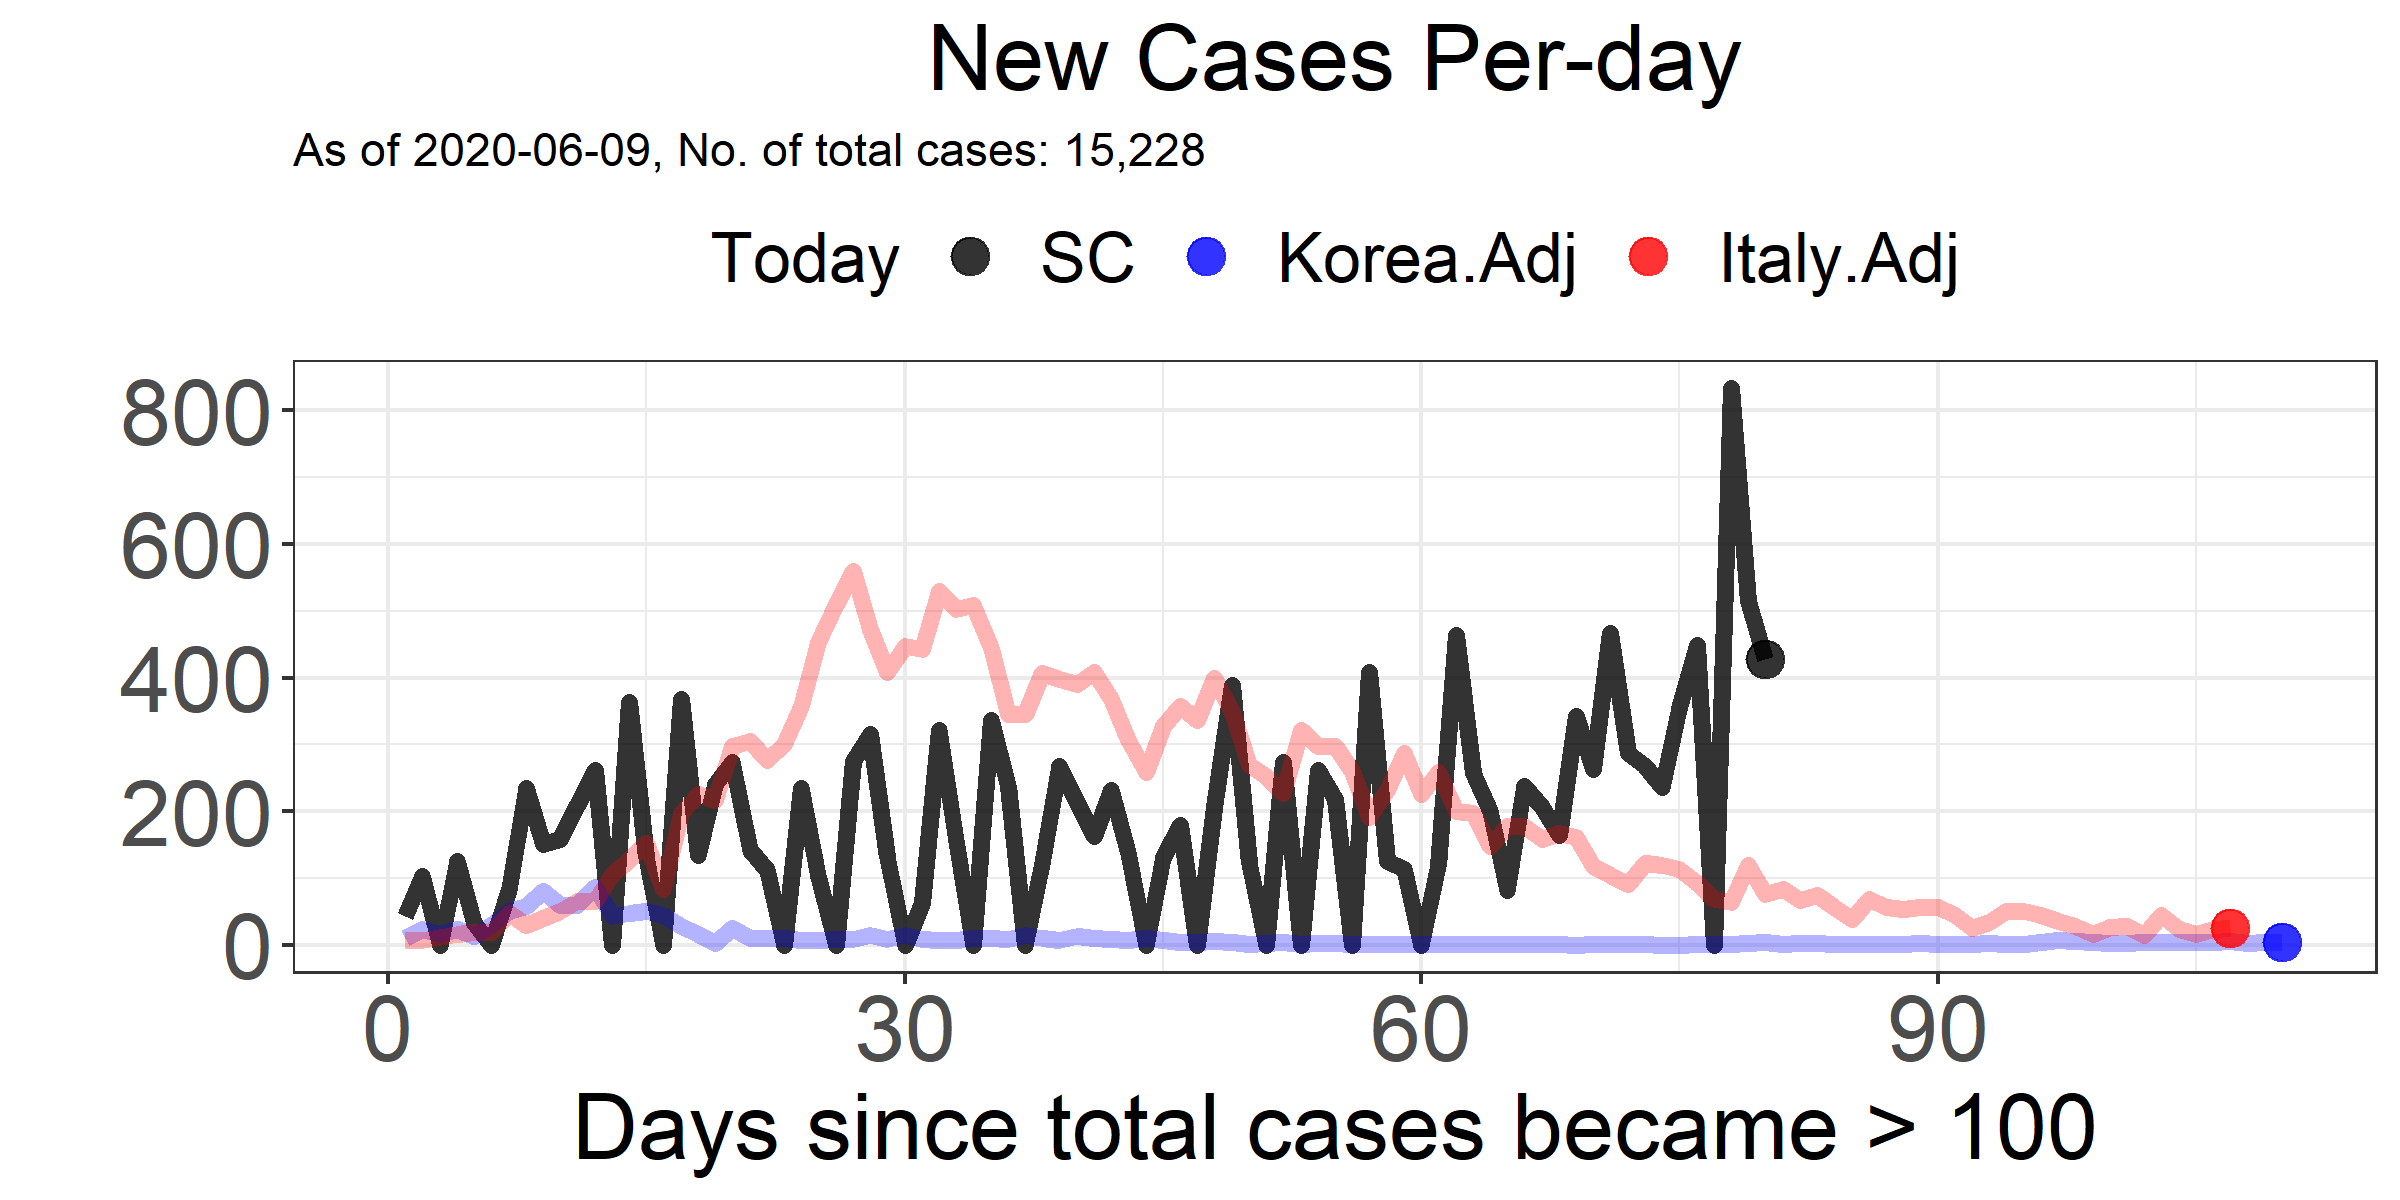 New Cases Per-day
As of 2020-06-09, No. of total cases: 15,228
Today SC Korea.Adj Italy.Adj
800
600
400
200
0
0 30 60 90
Days since total cases became > 100